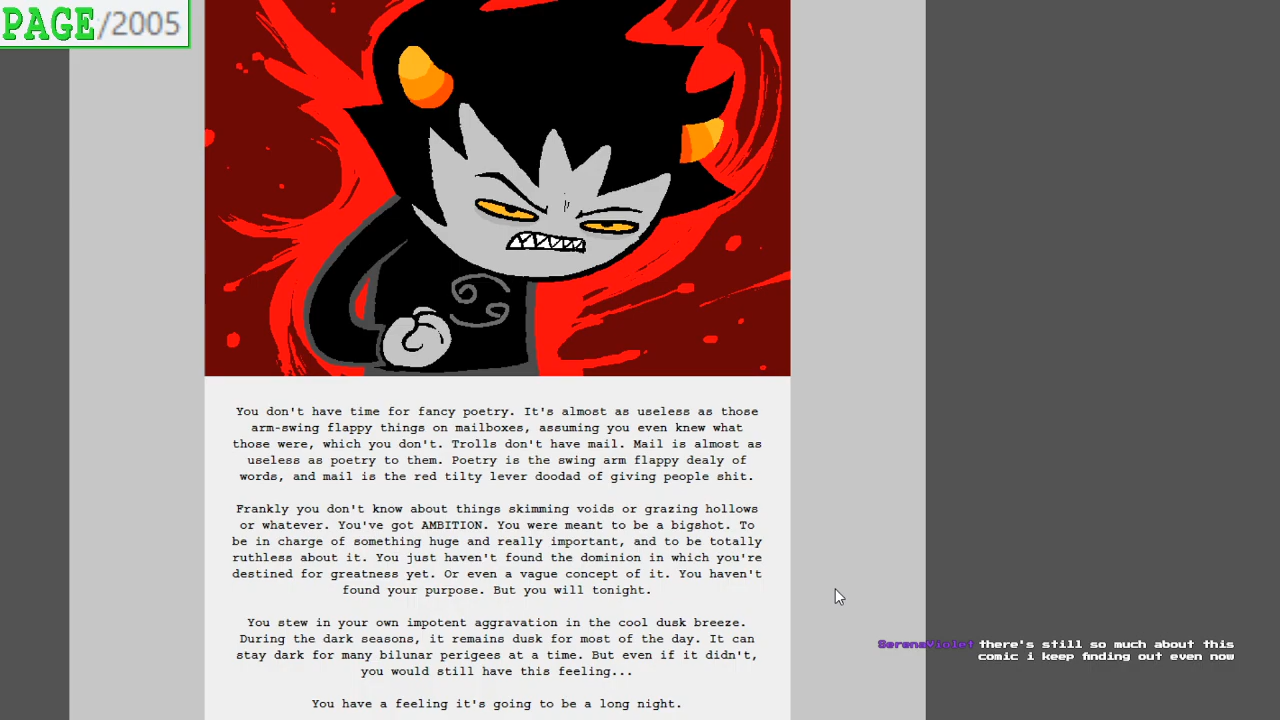 PAGE/2005
You don't have time for fancy poetry. It's almost as useless as those
arm-swing flappy things on mailboxes, assuming you even knew what
those were, which you don't. Trolls don't have mail. Mail is almost as
useless as poetry to them. Poetry is the swing arm flappy dealy of
words, and mail is the red tilty lever doodad of giving people shit.
Frankly you don't know about things skimming voids or grazing hollows
or whatever. You've got AMBITION. You were meant to be a bigshot. To
be in charge of something huge and really important, and to be totally
ruthless about it. You just haven't found the dominion in which you're
destined for greatness yet. Or even a vague concept of it. You haven't
found your purpose. But you will tonight.
You stew in your own impotent aggravation in the cool dusk breeze.
During the dark seasons, it remains dusk for most of the day. It can
stay dark for many bilunar perigees at a time. But even if it didn't,
you would still have this feeling...
You have a feeling it's going to be a long night.
SerenaViolet there's still so much about this
comic i keep finding out even now